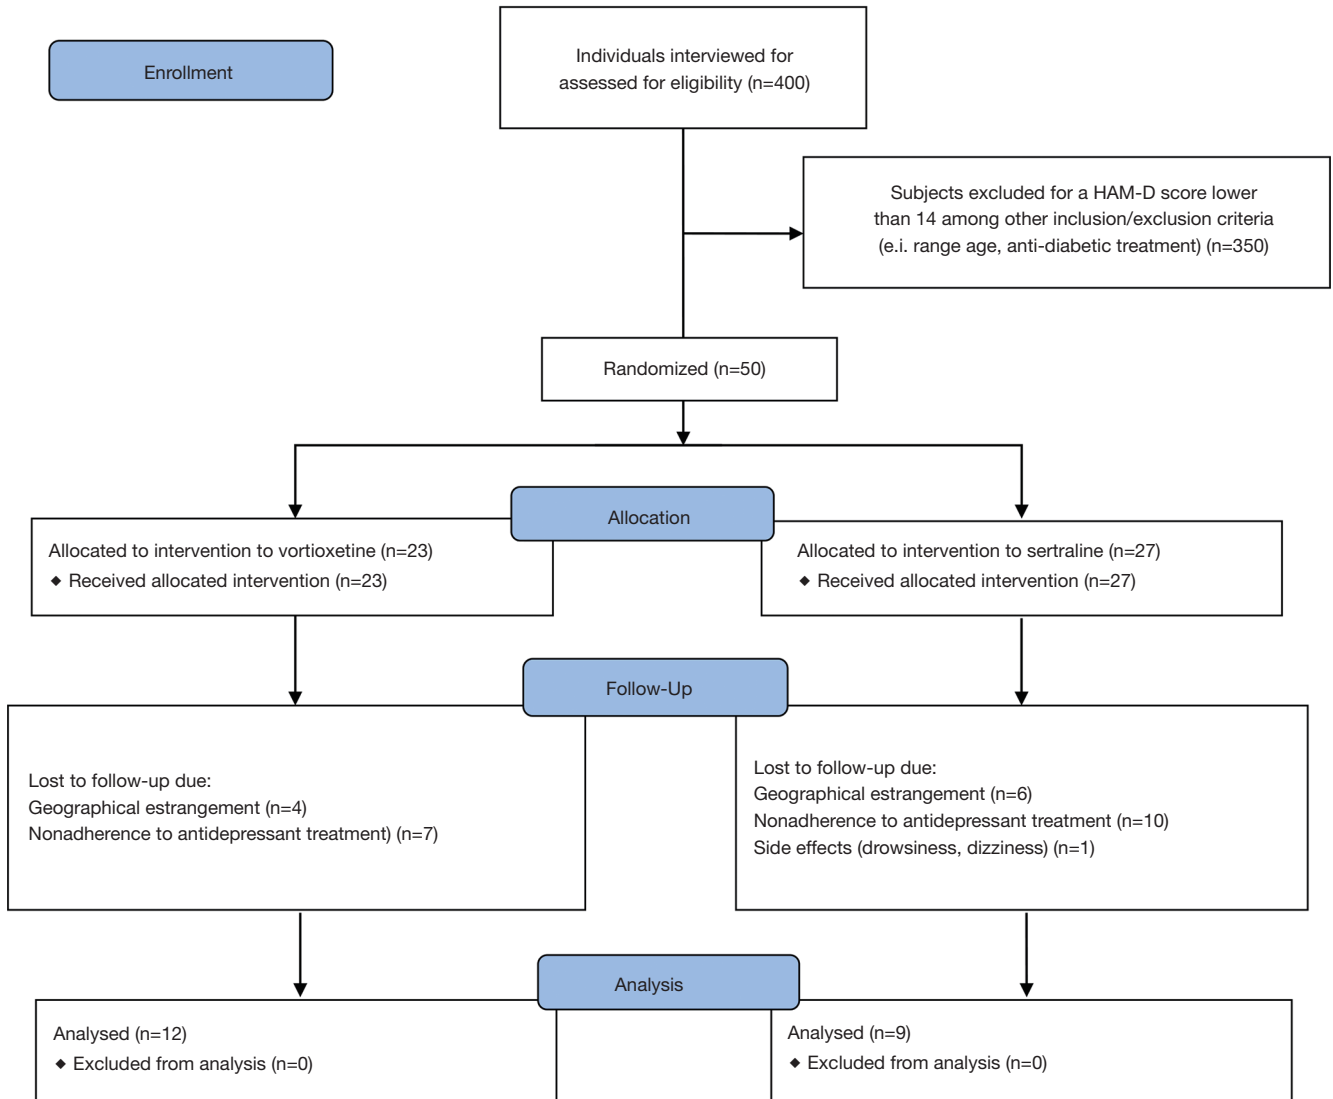 Enrollment
Individuals interviewed for
assessed for eligibility (n=400)
Subjects excluded for a HAM-D score lower
than 14 among other inclusion/exclusion criteria
(e.i. range age, anti-diabetic treatment) (n=350)
Randomized (n=50)
Allocation
Allocated to intervention to vortioxetine (n=23)
◆ Received allocated intervention (n=23)
Allocated to intervention to sertraline (n=27)
◆ Received allocated intervention (n=27)
Follow-Up
Lost to follow-up due:
Geographical estrangement (n=4)
Nonadherence to antidepressant treatment) (n=7)
Lost to follow-up due:
Geographical estrangement (n=6)
Nonadherence to antidepressant treatment (n=10)
Side effects (drowsiness, dizziness) (n=1)
Analysis
Analysed (n=12)
◆ Excluded from analysis (n=0)
Analysed (n=9)
◆ Excluded from analysis (n=0)